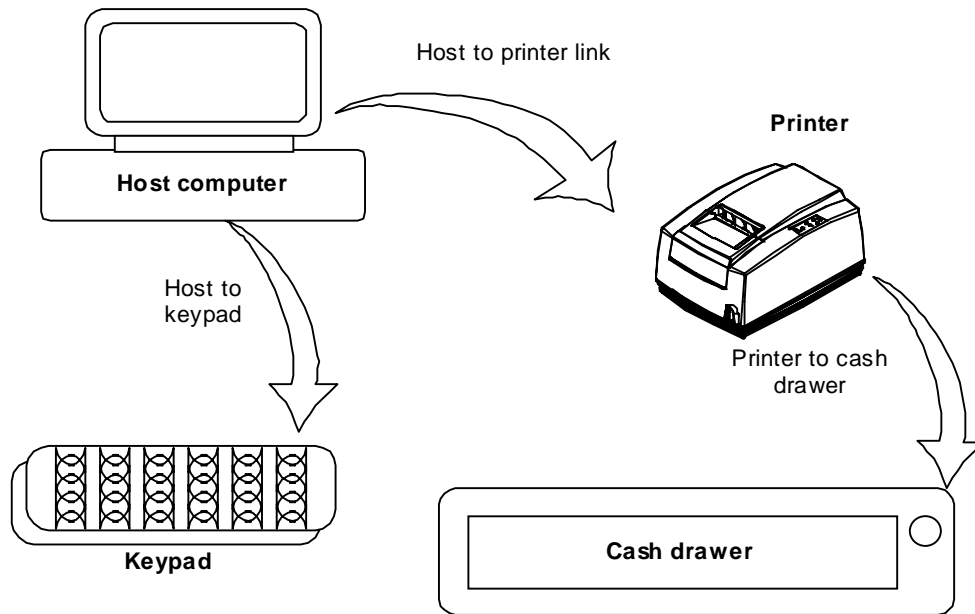 Host to printer link
Printer
Host computer
Host to
keypad
Printer to cash
drawer
Keypad
Cash drawer